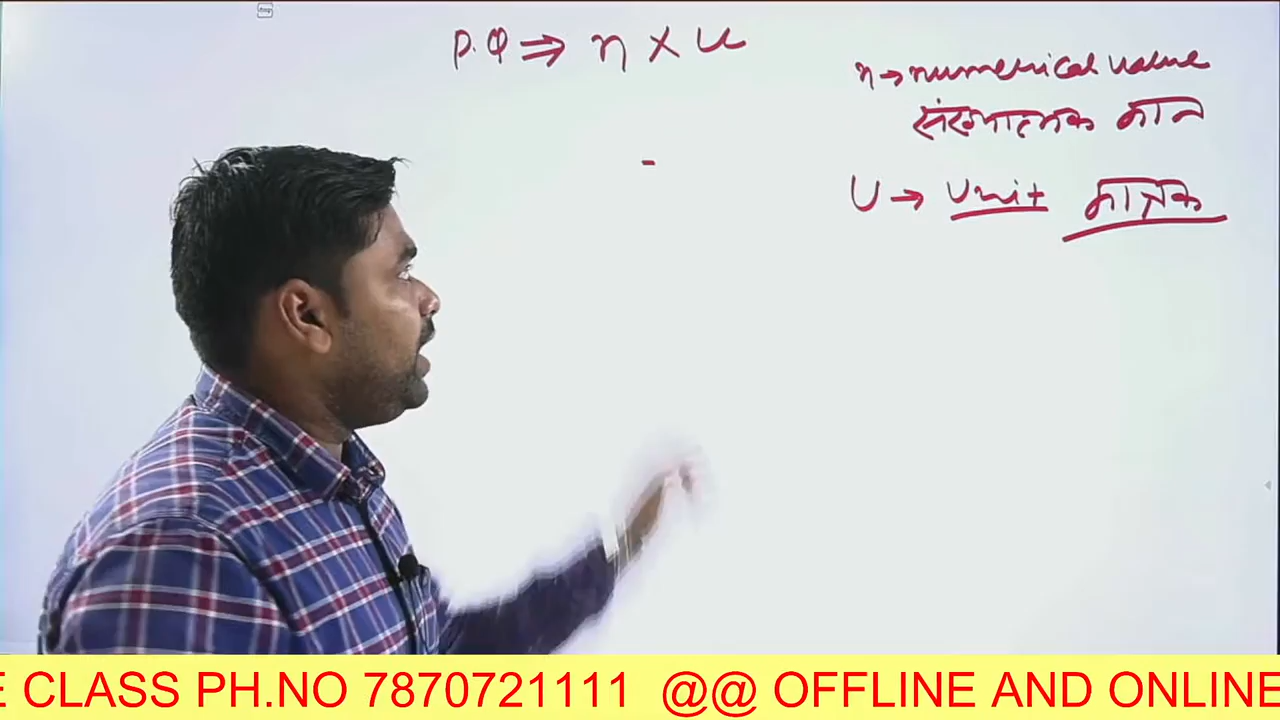 P.Q ⇒ n × u
n → numerical value
संख्यात्मक मान
U → Unit मात्रक
E CLASS PH.NO 7870721111 @@ OFFLINE AND ONLINE